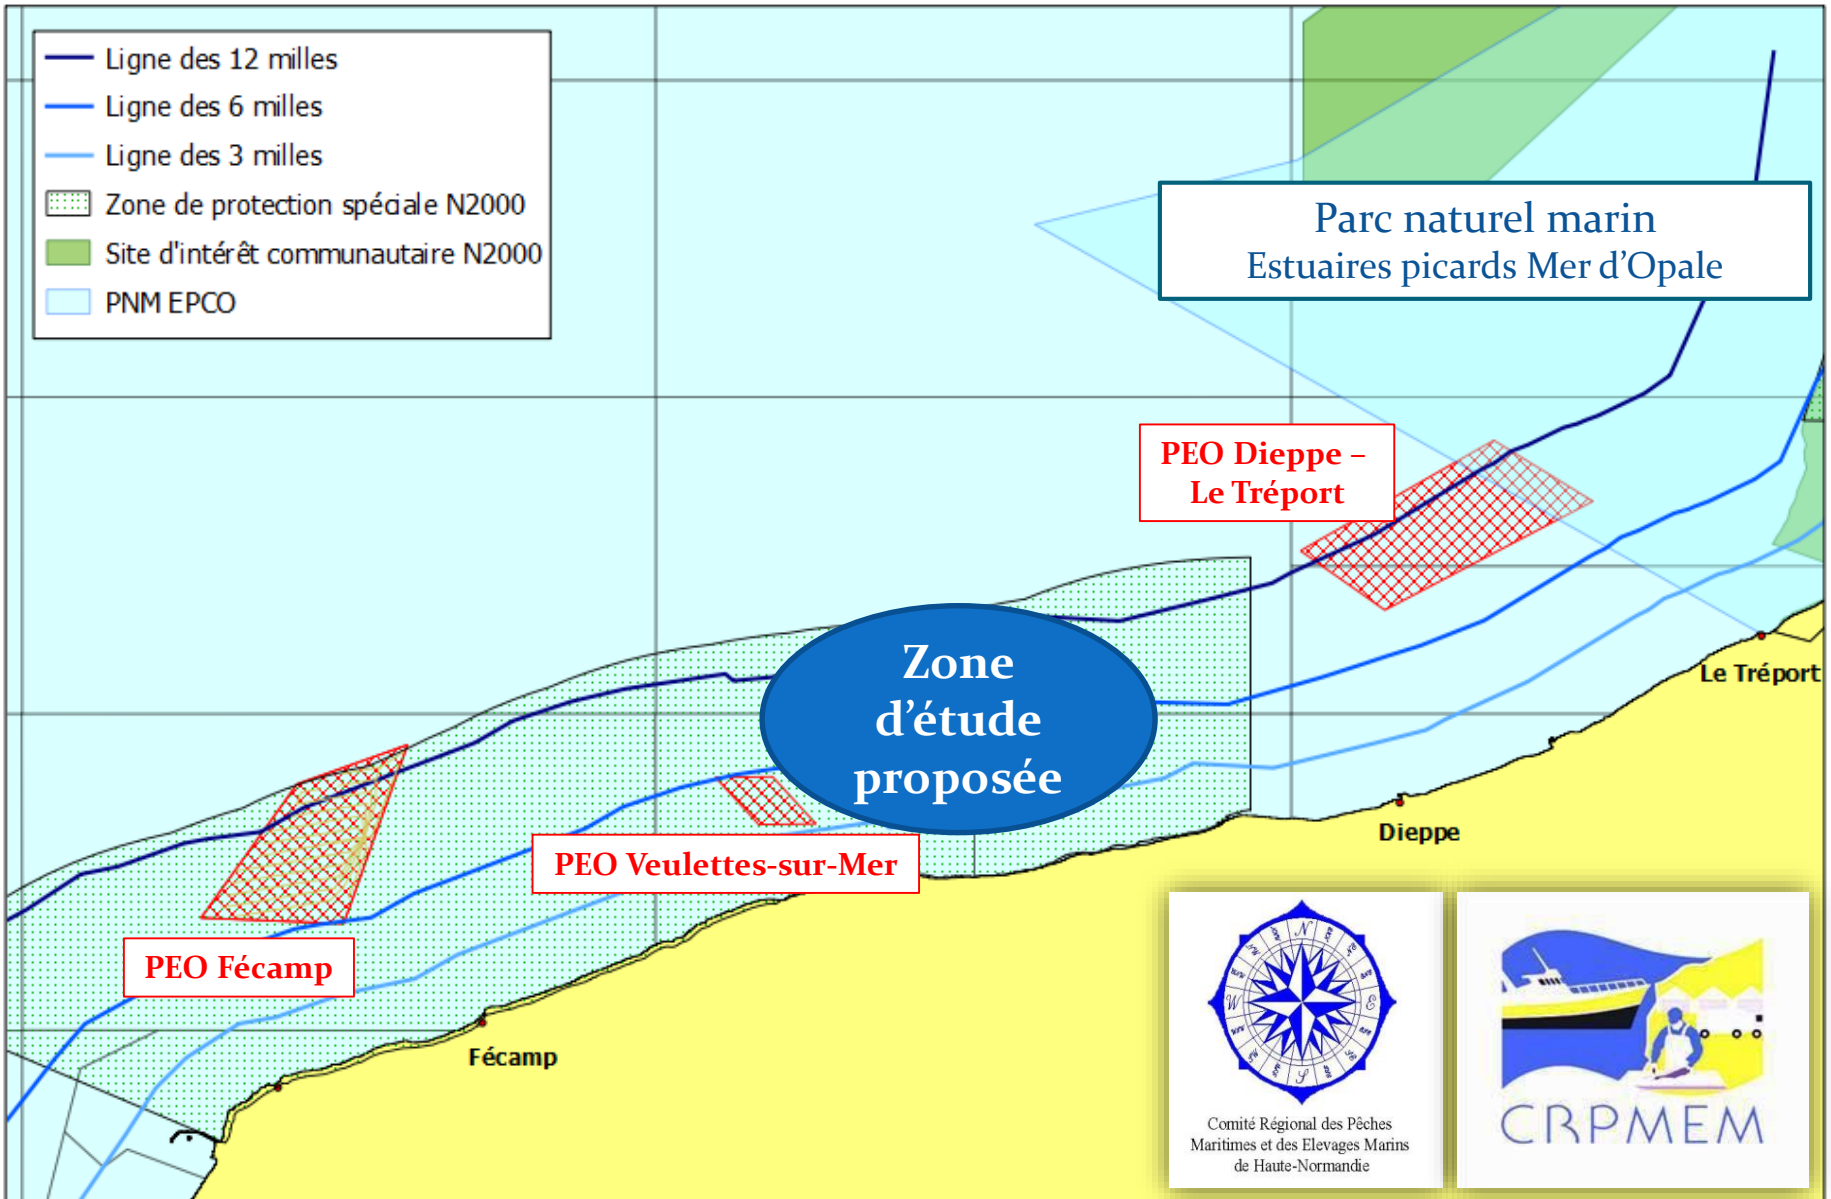 Ligne des 12 milles
Ligne des 6 milles
Ligne des 3 milles
Zone de protection spéciale N2000
Site d'intérêt communautaire N2000
PNM EPCO
Parc naturel marin
Estuaires picards Mer d'Opale
PEO Dieppe –
Le Tréport
Zone
d'étude
proposée
Le Tréport
Dieppe
PEO Veulettes-sur-Mer
PEO Fécamp
Fécamp
N
E
S
W
Comité Régional des Pêches
Maritimes et des Elevages Marins
de Haute-Normandie
CRPMEM